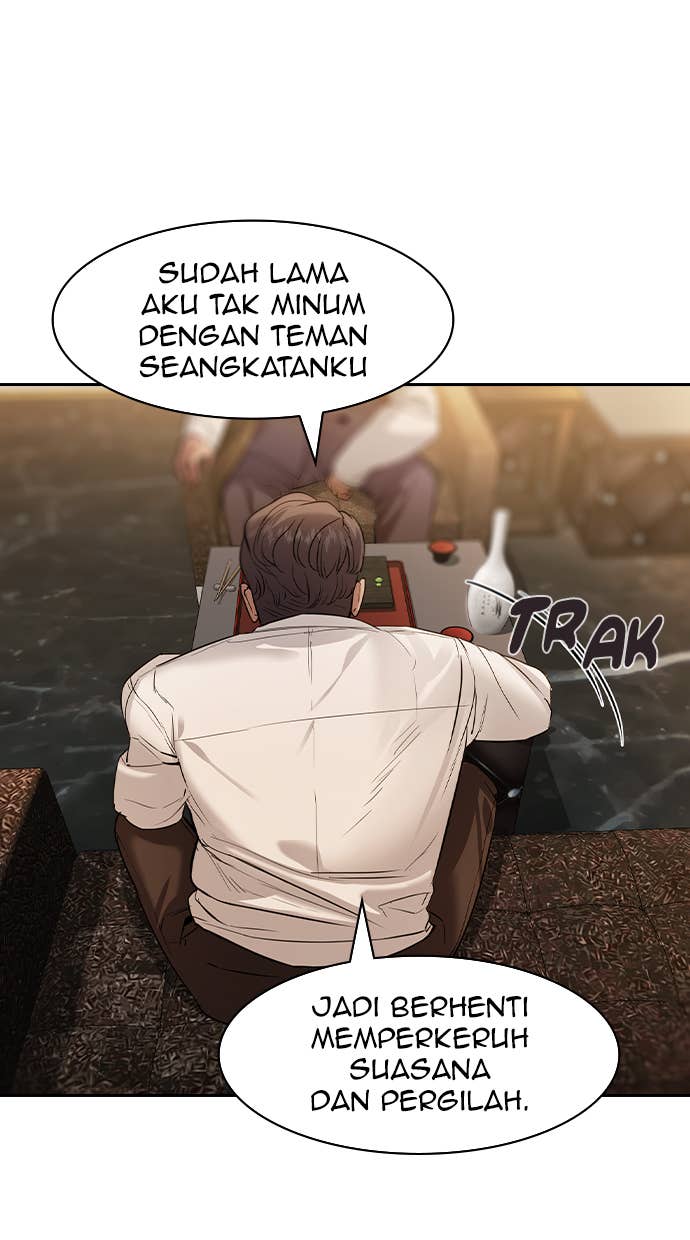 SUDAH LAMA
AKU TAK MINUM
DENGAN TEMAN
SEANGKATANKU
TRAK
JADI BERHENTI
MEMPERKERUH
SUASANA
DAN PERGILAH.